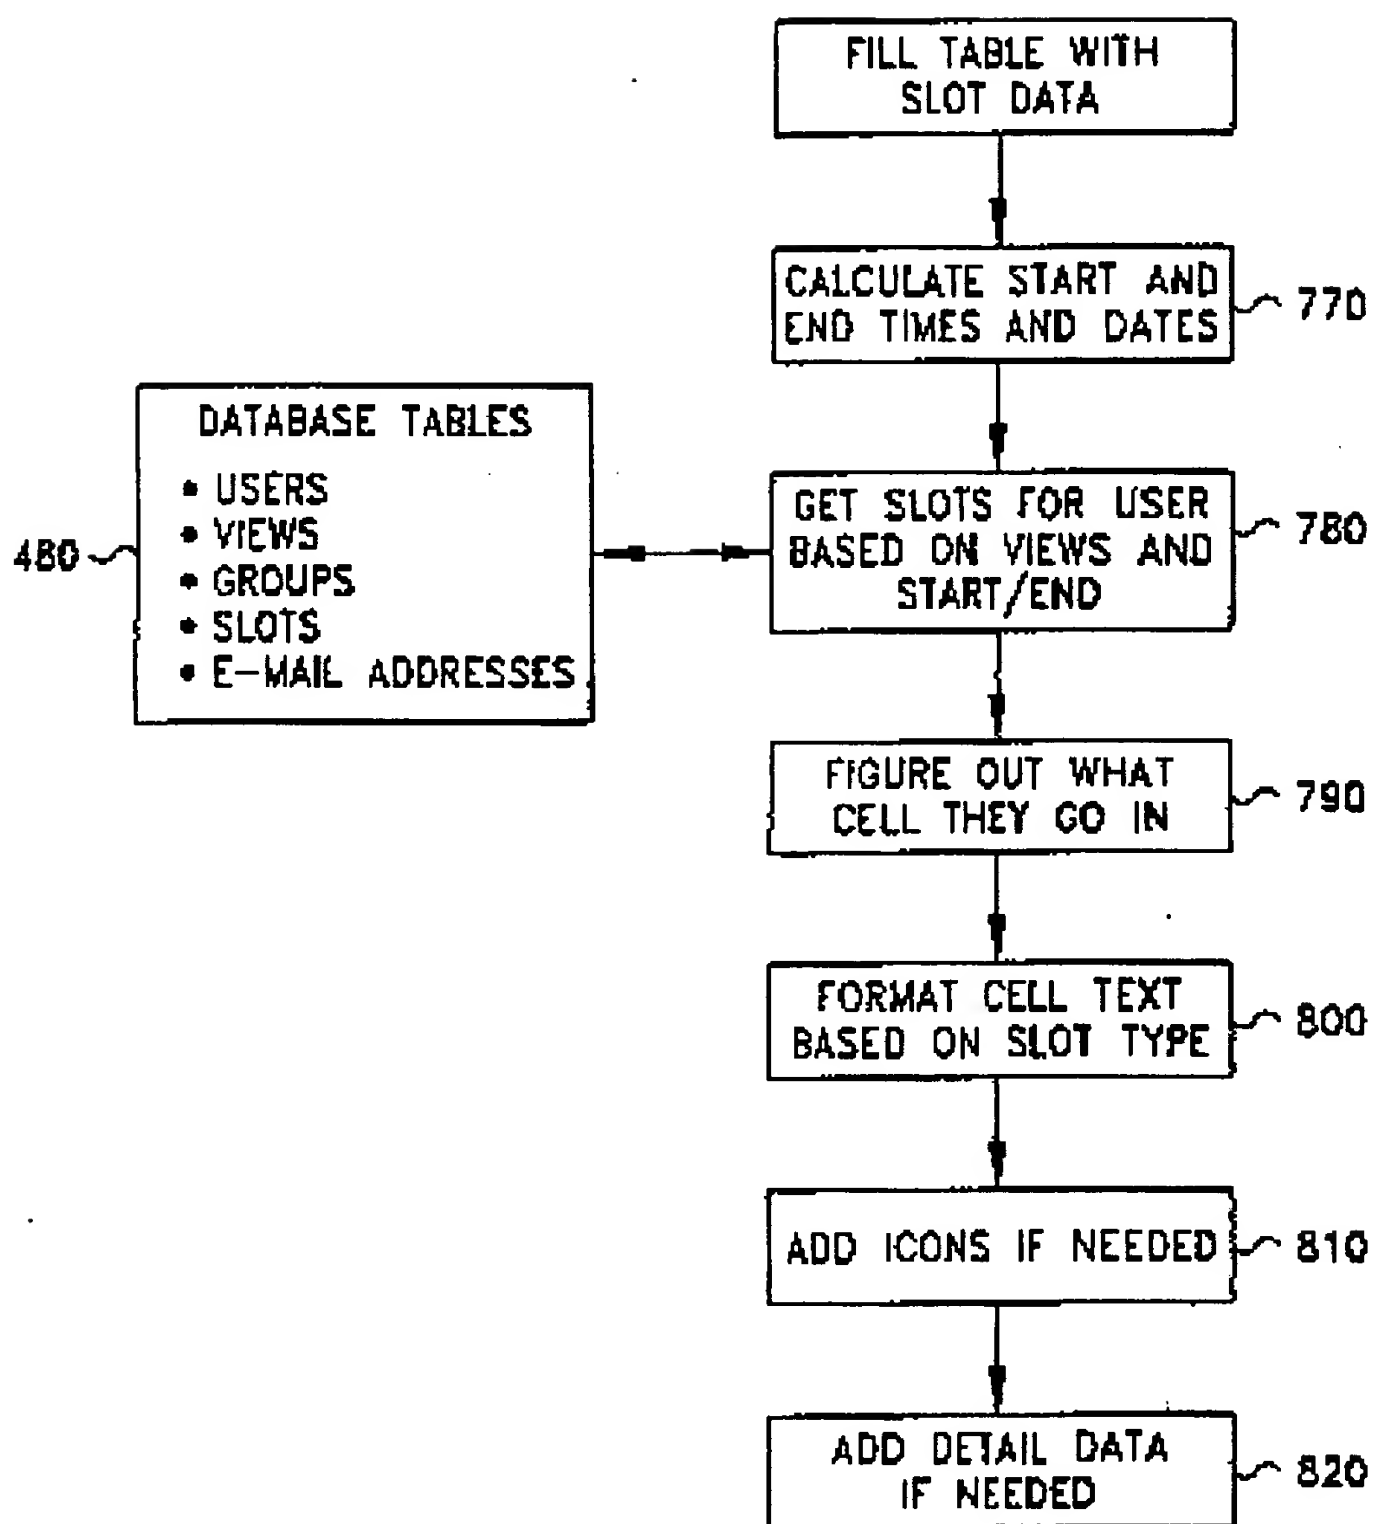 FILL TABLE WITH
SLOT DATA
CALCULATE START AND
END TIMES AND DATES
770
DATABASE TABLES
• USERS
• VIEWS
• GROUPS
• SLOTS
• E-MAIL ADDRESSES
480
GET SLOTS FOR USER
BASED ON VIEWS AND
START/END
780
FIGURE OUT WHAT
CELL THEY GO IN
790
FORMAT CELL TEXT
BASED ON SLOT TYPE
800
ADD ICONS IF NEEDED
810
ADD DETAIL DATA
IF NEEDED
820